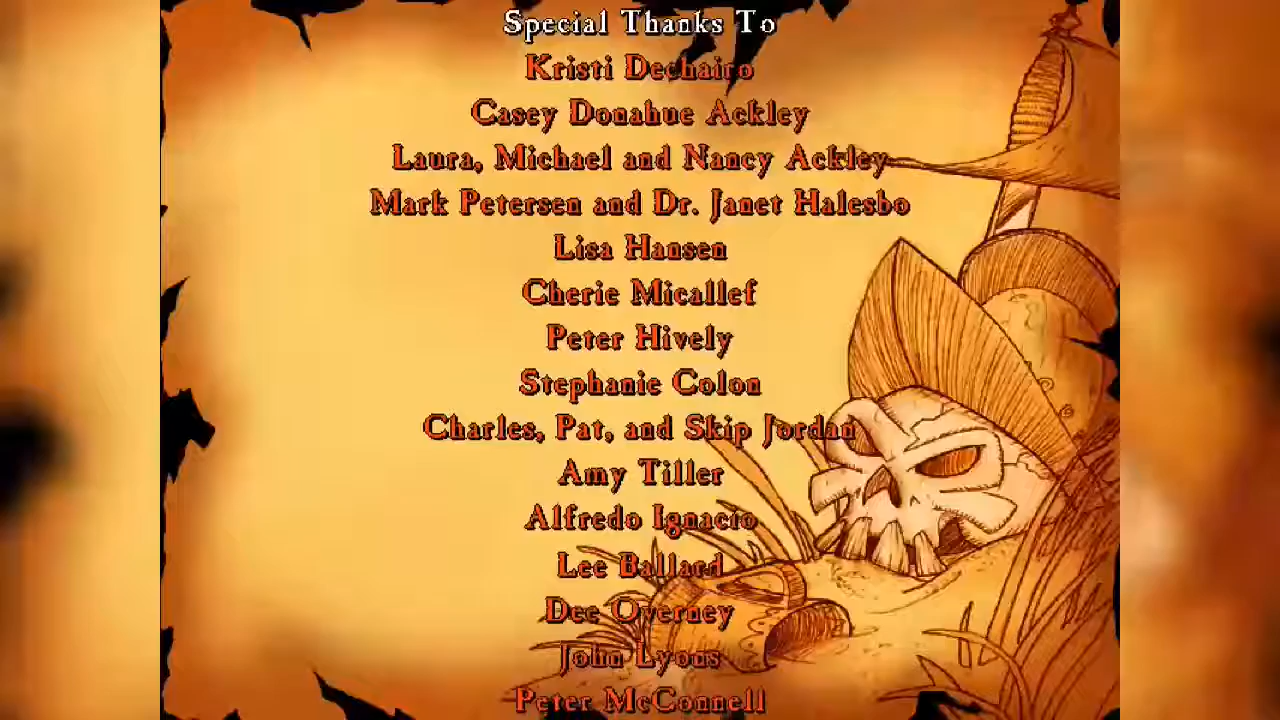 Special Thanks To
Kristi Dechairo
Casey Donahue Ackley
Laura, Michael and Nancy Ackley
Mark Petersen and Dr. Janet Halesbo
Lisa Hansen
Cherie Micallef
Peter Hively
Stephanie Colon
Charles, Pat, and Skip Jordan
Amy Tiller
Alfredo Ignacio
Lee Ballard
Dee Overney
John Lyons
Peter McConnell